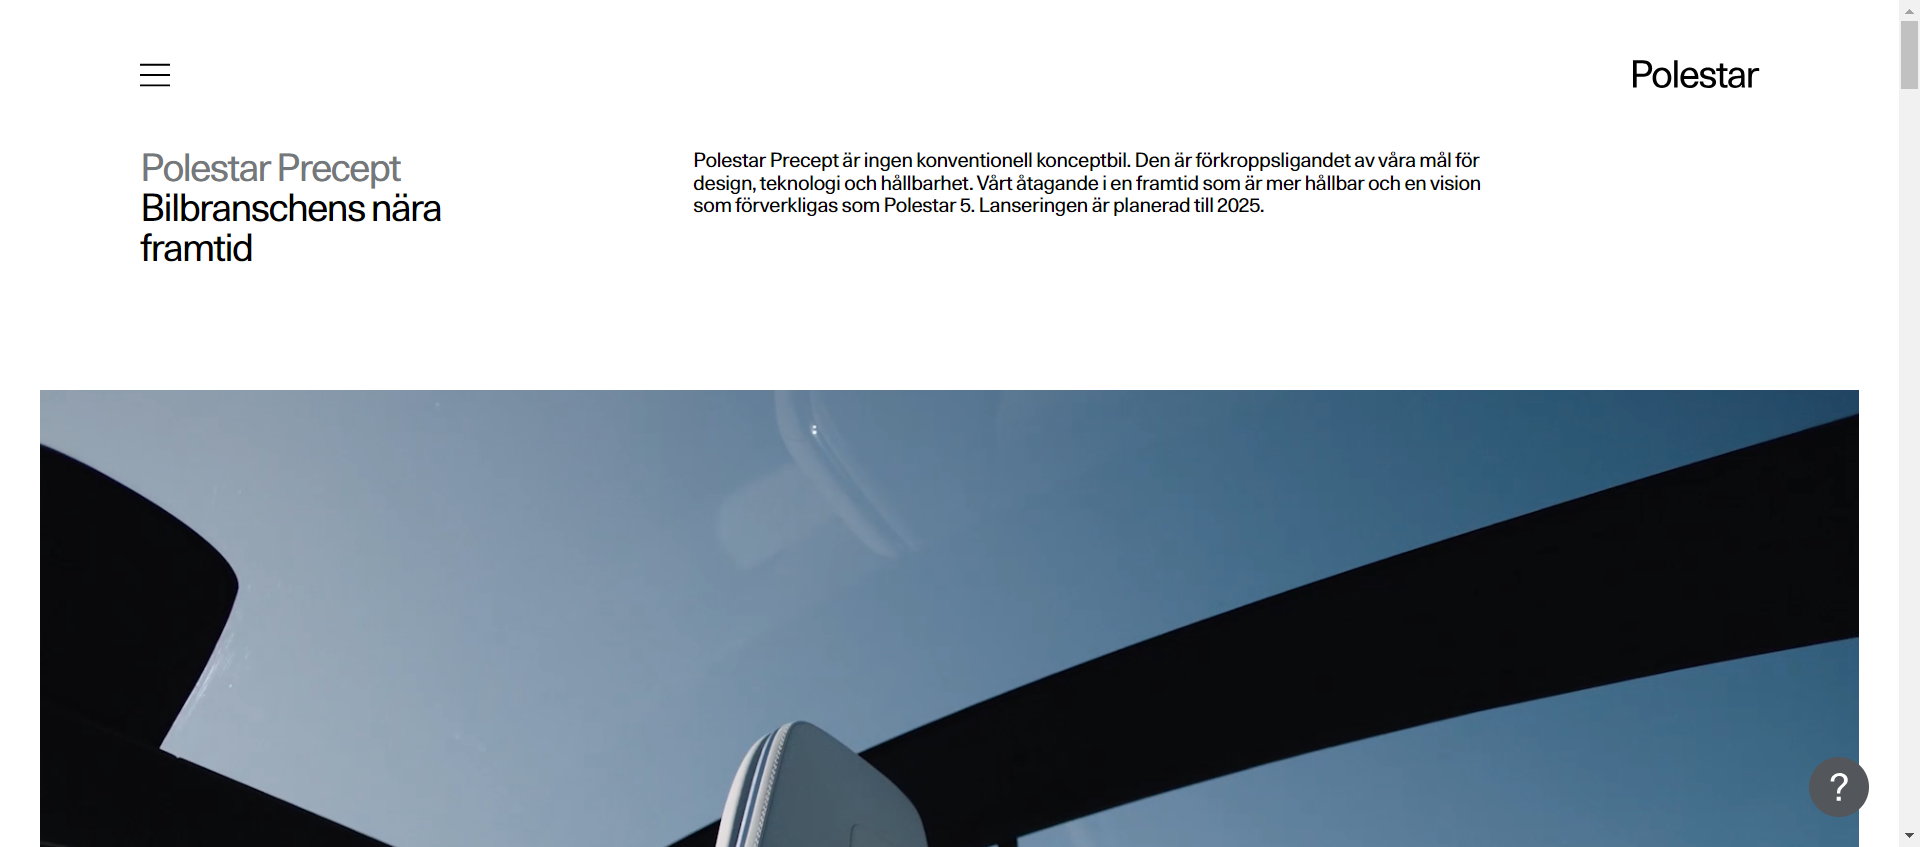 Polestar
Polestar Precept
Bilbranschens nära
framtid
Polestar Precept är ingen konventionell konceptbil. Den är förkroppsligandet av våra mål för
design, teknologi och hållbarhet. Vårt åtagande i en framtid som är mer hållbar och en vision
som förverkligas som Polestar 5. Lanseringen är planerad till 2025.
?